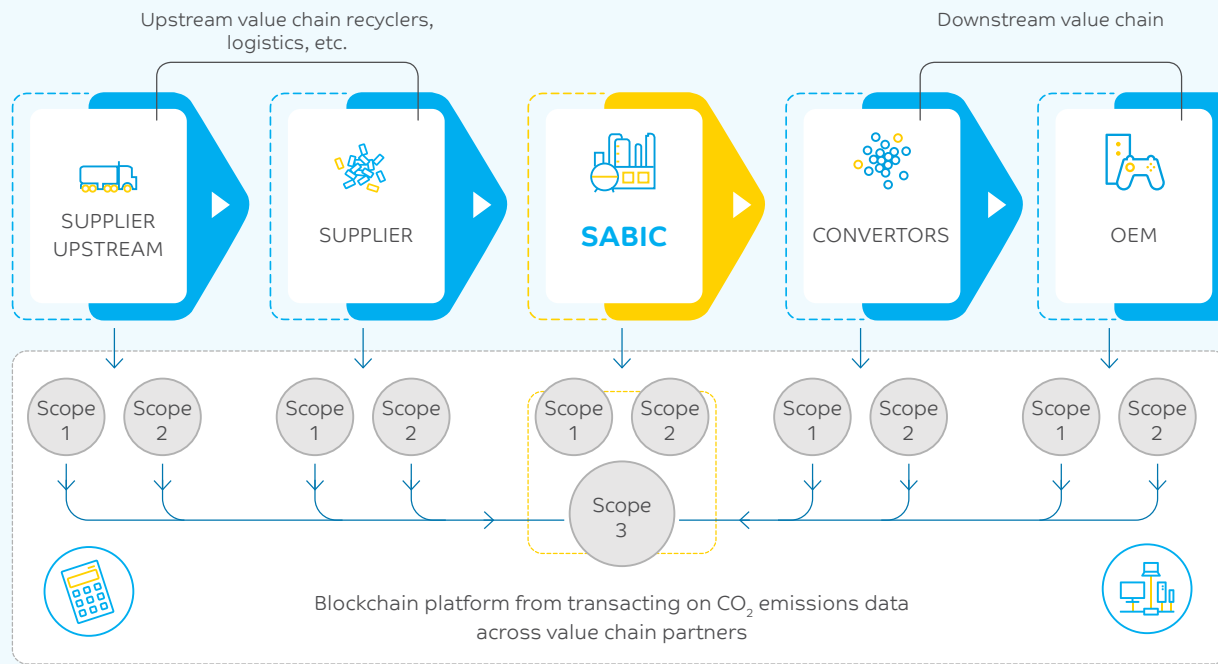 Upstream value chain recyclers,
logistics, etc.
Downstream value chain
SUPPLIER
UPSTREAM
SUPPLIER
SABIC
CONVERTORS
OEM
Scope
1
Scope
2
Scope
1
Scope
2
Scope
1
Scope
2
Scope
1
Scope
2
Scope
1
Scope
2
Scope
3
Blockchain platform from transacting on CO₂ emissions data
across value chain partners